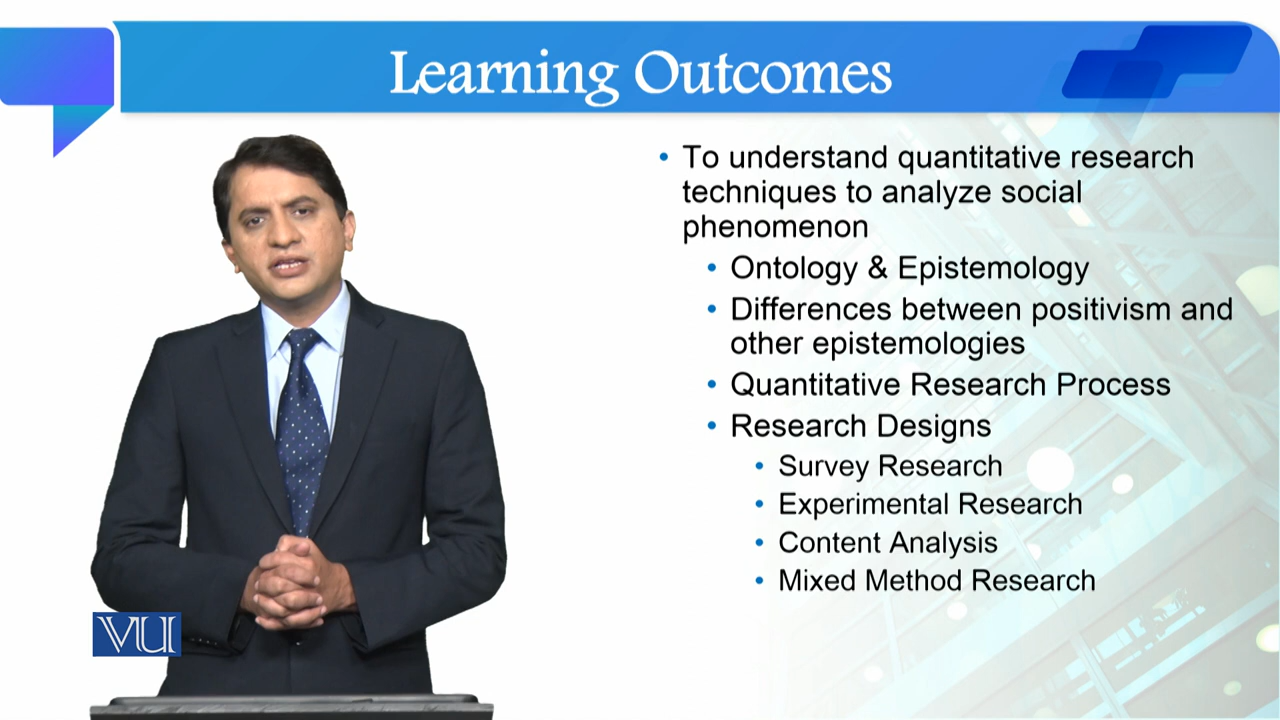 Learning Outcomes
• To understand quantitative research
techniques to analyze social
phenomenon
• Ontology & Epistemology
• Differences between positivism and
other epistemologies
• Quantitative Research Process
• Research Designs
• Survey Research
• Experimental Research
• Content Analysis
• Mixed Method Research
VU